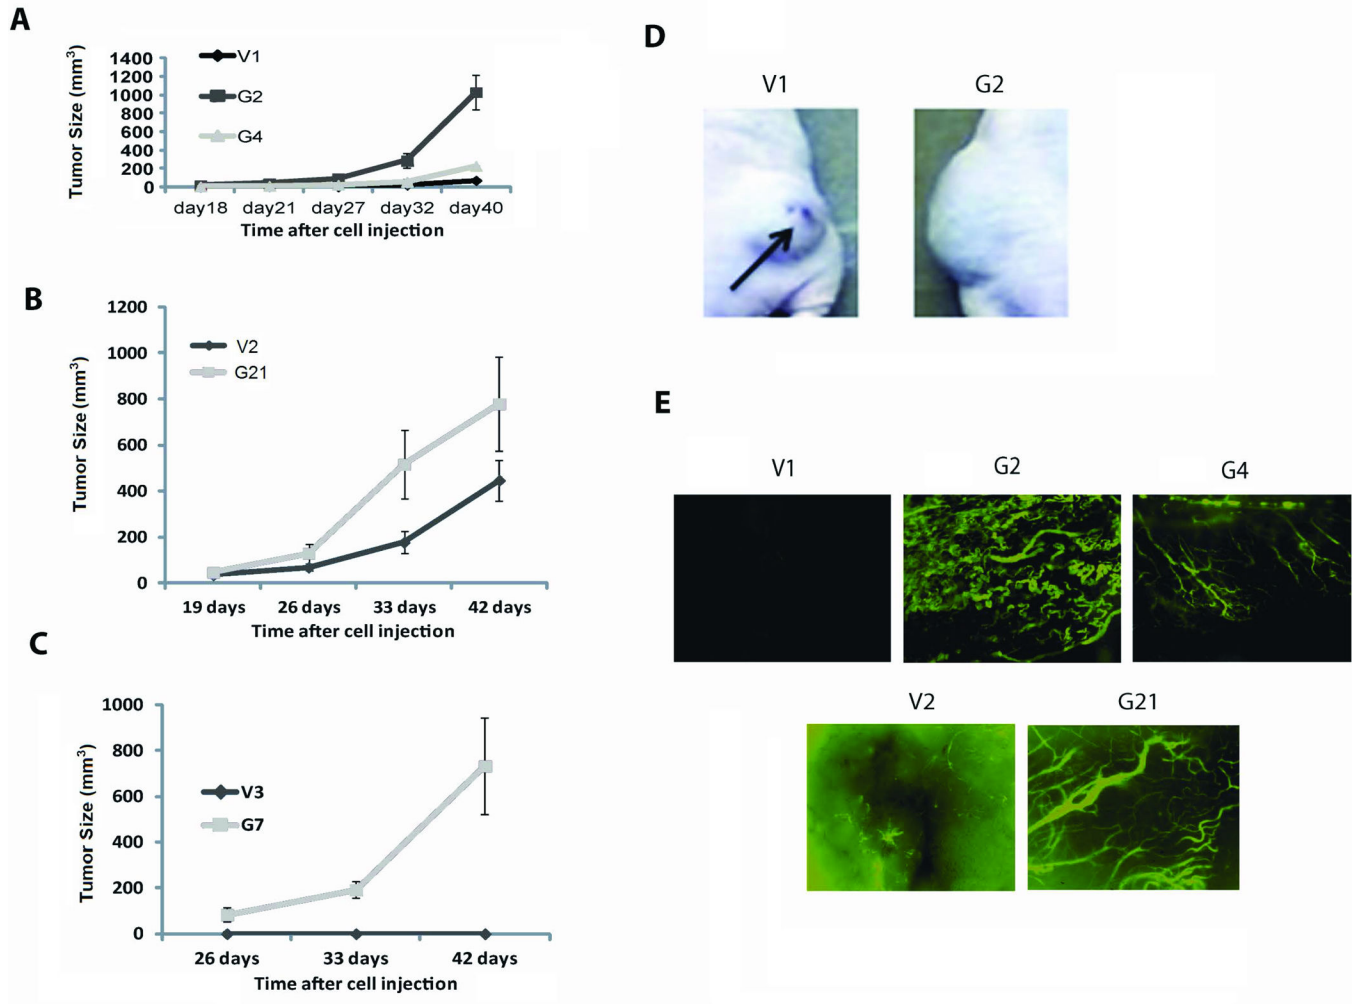 A
Tumor Size (mm³)
1400
1200
1000
800
600
400
200
0
V1
G2
G4
day18 day21 day27 day32 day40
Time after cell injection
B
Tumor Size (mm³)
1200
1000
800
600
400
200
0
V2
G21
19 days 26 days 33 days 42 days
Time after cell injection
C
Tumor Size (mm³)
1000
800
600
400
200
0
V3
G7
26 days 33 days 42 days
Time after cell injection
D
V1 G2
E
V1 G2 G4
V2 G21